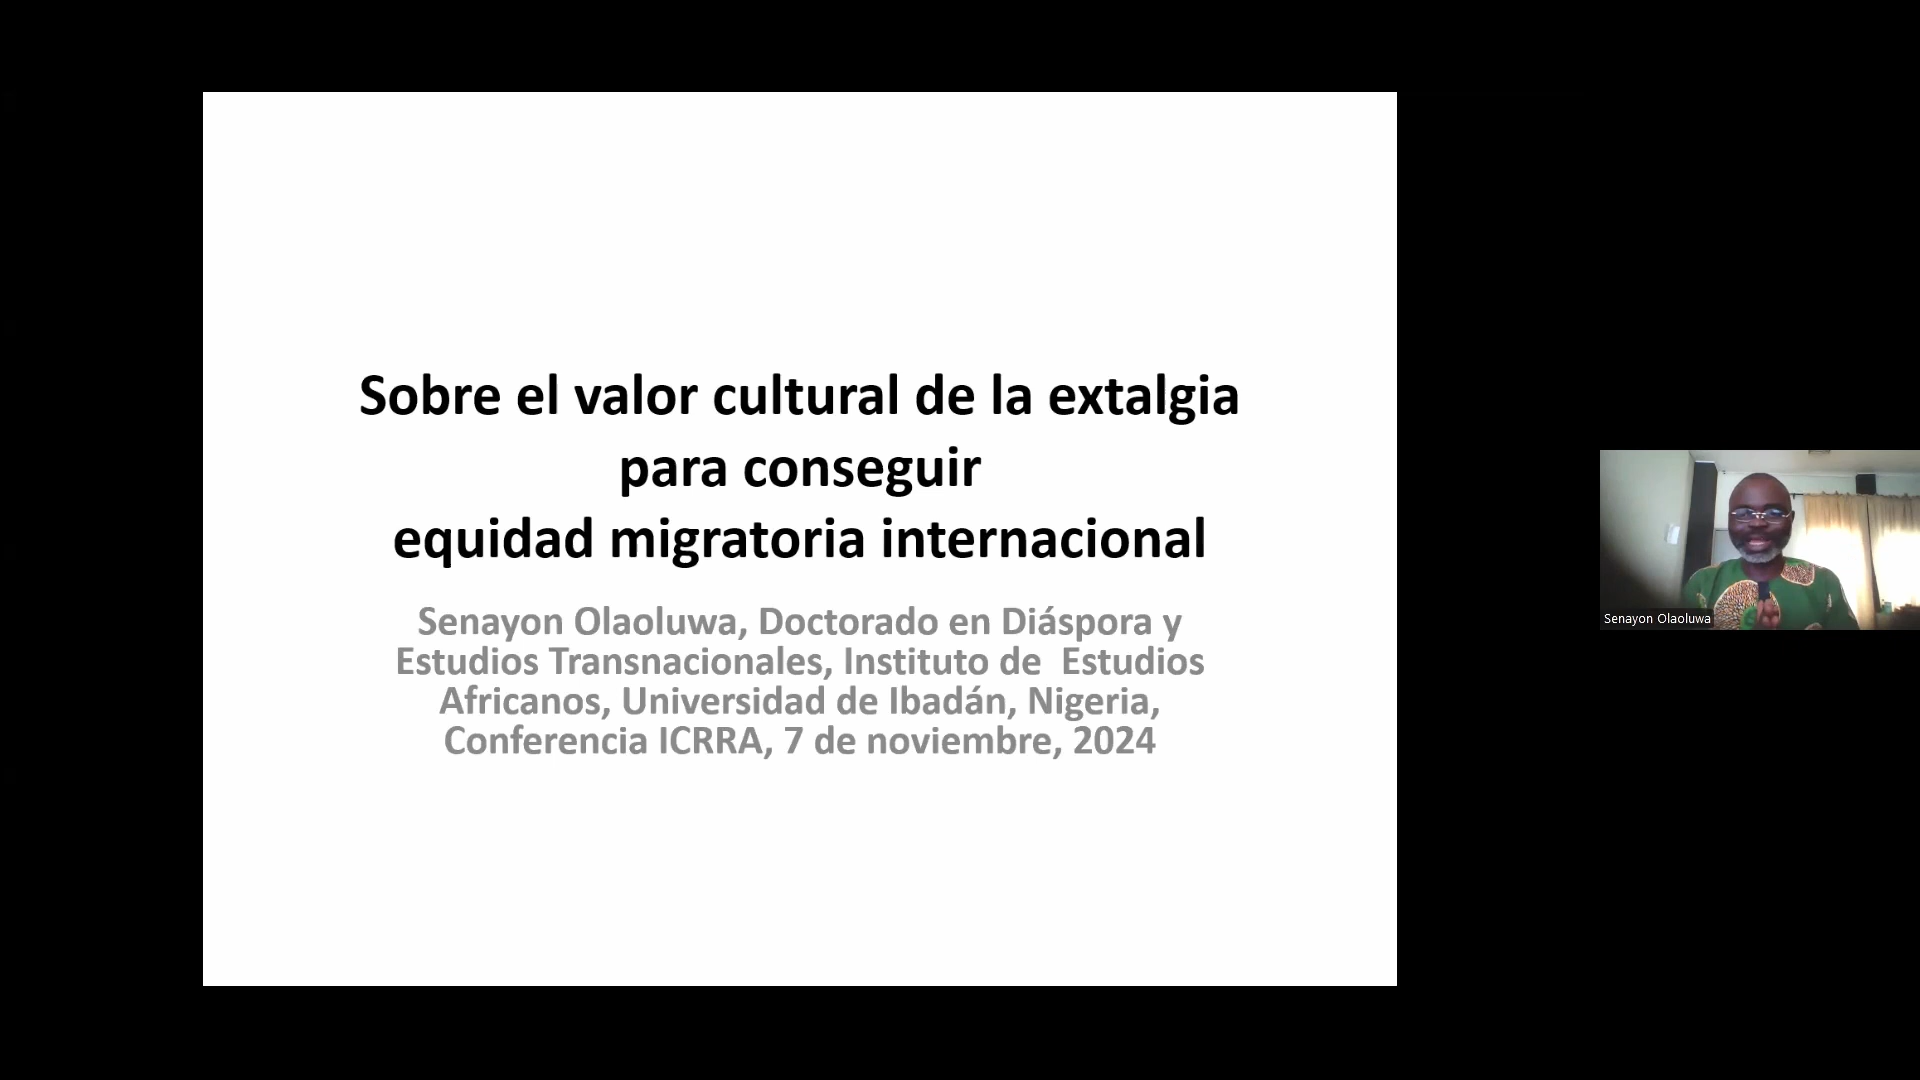 Sobre el valor cultural de la extalgia
para conseguir
equidad migratoria internacional
Senayon Olaoluwa, Doctorado en Diáspora y
Estudios Transnacionales, Instituto de  Estudios
Africanos, Universidad de Ibadán, Nigeria,
Conferencia ICRRA, 7 de noviembre, 2024
Senayon Olaoluwa